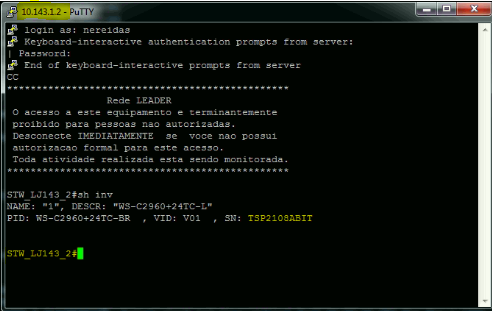 10.143.1.2 - PuTTY
login as: nereidas
Keyboard-interactive authentication prompts from server:
| Password:
End of keyboard-interactive prompts from server
CC
**************************************************
Rede LEADER
O acesso a este equipamento e terminantemente
proibido para pessoas nao autorizadas.
Desconecte IMEDIATAMENTE se voce nao possui
autorizacao formal para este acesso.
Toda atividade realizada esta sendo monitorada.
**************************************************
STW_LJ143_2#sh inv
NAME: "1", DESCR: "WS-C2960+24TC-L"
PID: WS-C2960+24TC-BR , VID: V01 , SN: TSP2108ABIT
STW_LJ143_2#